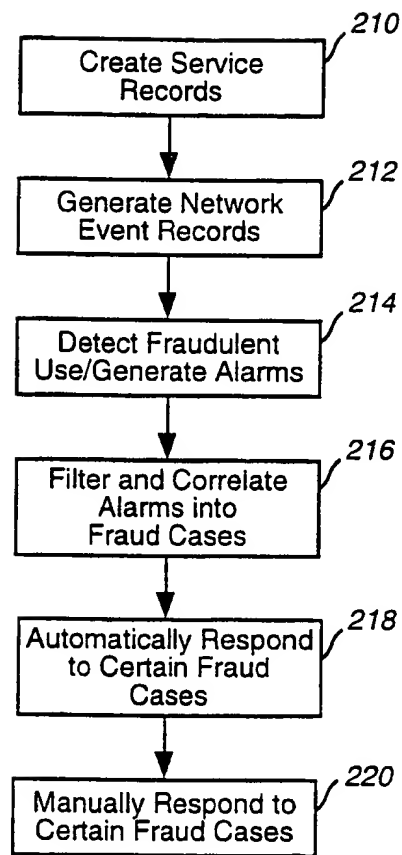 210
Create Service
Records
212
Generate Network
Event Records
214
Detect Fraudulent
Use/Generate Alarms
216
Filter and Correlate
Alarms into
Fraud Cases
218
Automatically Respond
to Certain Fraud
Cases
220
Manually Respond to
Certain Fraud Cases